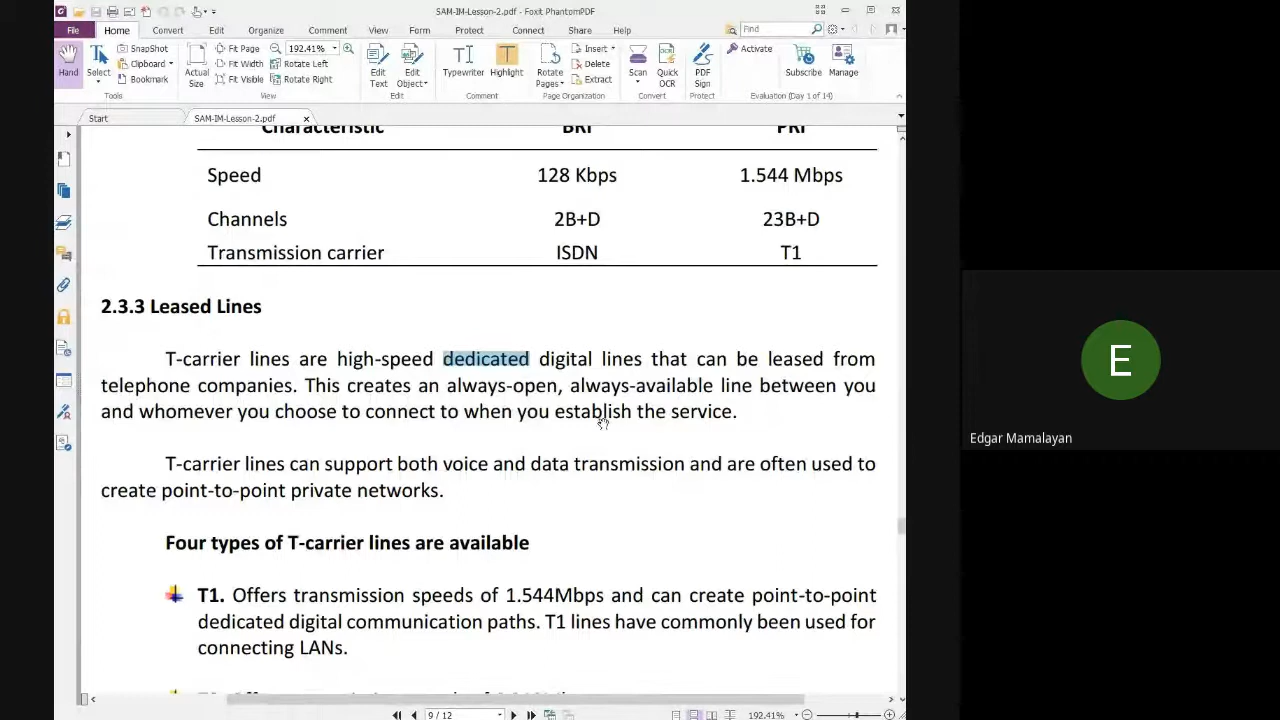 SAM-IM-Lesson-2.pdf - Foxit PhantomPDF
File Home Convert Edit Organize Comment View Form Protect Connect Share Help Find
SnapShot Fit Page 192.41% Insert Activate
Clipboard Fit Width Rotate Left Delete
Bookmark Fit Visible Rotate Right Extract
Hand Select Actual Size Edit Text Edit Object Typewriter Highlight Rotate Pages Scan Quick OCR PDF Sign Subscribe Manage
Tools View Edit Comment Page Organization Convert Protect Evaluation (Day 1 of 14)
Start SAM-IM-Lesson-2.pdf
Characteristic BRI PRI
Speed 128 Kbps 1.544 Mbps
Channels 2B+D 23B+D
Transmission carrier ISDN T1
2.3.3 Leased Lines
T-carrier lines are high-speed dedicated digital lines that can be leased from
telephone companies. This creates an always-open, always-available line between you
and whomever you choose to connect to when you establish the service.
T-carrier lines can support both voice and data transmission and are often used to
create point-to-point private networks.
Four types of T-carrier lines are available
T1. Offers transmission speeds of 1.544Mbps and can create point-to-point
dedicated digital communication paths. T1 lines have commonly been used for
connecting LANs.
9 / 12 192.41%
E
Edgar Mamalayan